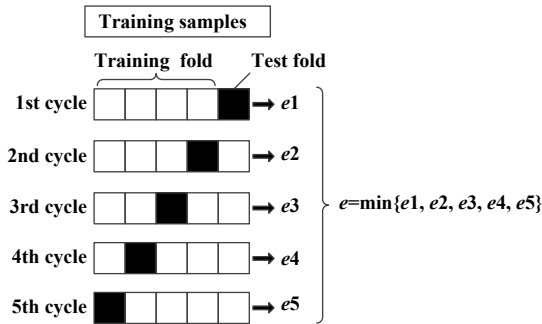 Training samples
Training fold
Test fold
1st cycle
e1
2nd cycle
e2
3rd cycle
e3
e=min{e1, e2, e3, e4, e5}
4th cycle
e4
5th cycle
e5